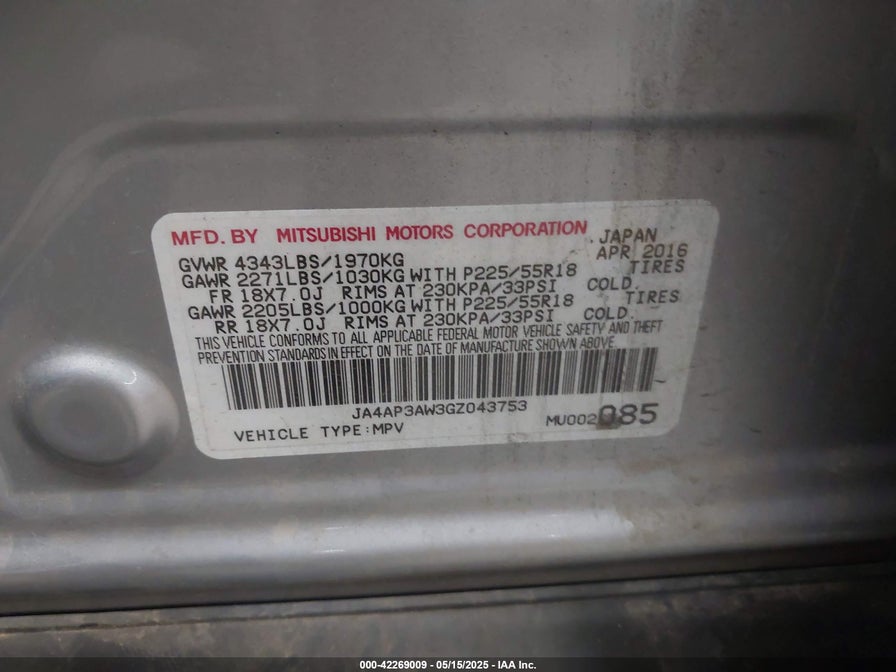 MFD. BY MITSUBISHI MOTORS CORPORATION JAPAN
GVWR 4343LBS/1970KG APR 2016
GAWR 2271LBS/1030KG WITH P225/55R18 TIRES
FR 18X7.0J RIMS AT 230KPA/33PSI COLD.
GAWR 2205LBS/1000KG WITH P225/55R18 TIRES
RR 18X7.0J RIMS AT 230KPA/33PSI COLD.
THIS VEHICLE CONFORMS TO ALL APPLICABLE FEDERAL MOTOR VEHICLE SAFETY AND THEFT
PREVENTION STANDARDS IN EFFECT ON THE DATE OF MANUFACTURE SHOWN ABOVE.
JA4AP3AW3GZ043753
VEHICLE TYPE:MPV MU002085
000-42269009 - 05/15/2025 - IAA Inc.